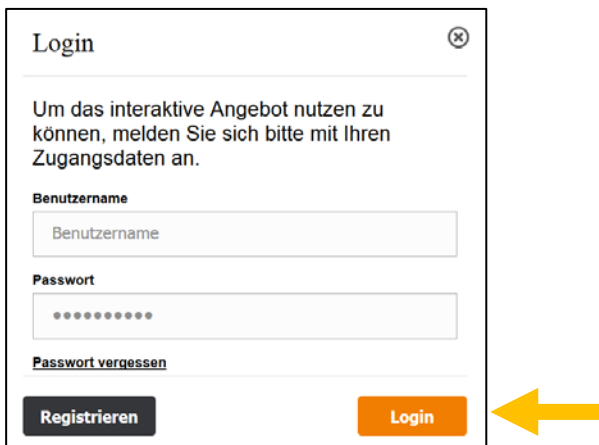 Login
Um das interaktive Angebot nutzen zu
können, melden Sie sich bitte mit Ihren
Zugangsdaten an.
Benutzername
Benutzername
Passwort
••••••••••
Passwort vergessen
Registrieren
Login